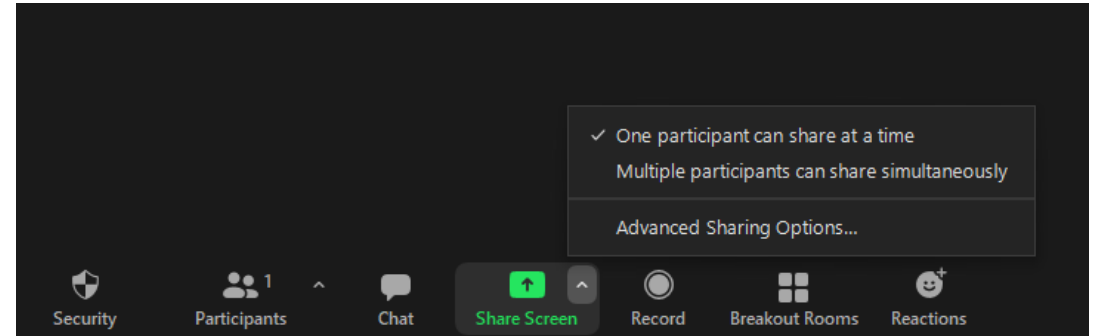 One participant can share at a time
Multiple participants can share simultaneously
Advanced Sharing Options...
1
Security Participants Chat Share Screen Record Breakout Rooms Reactions